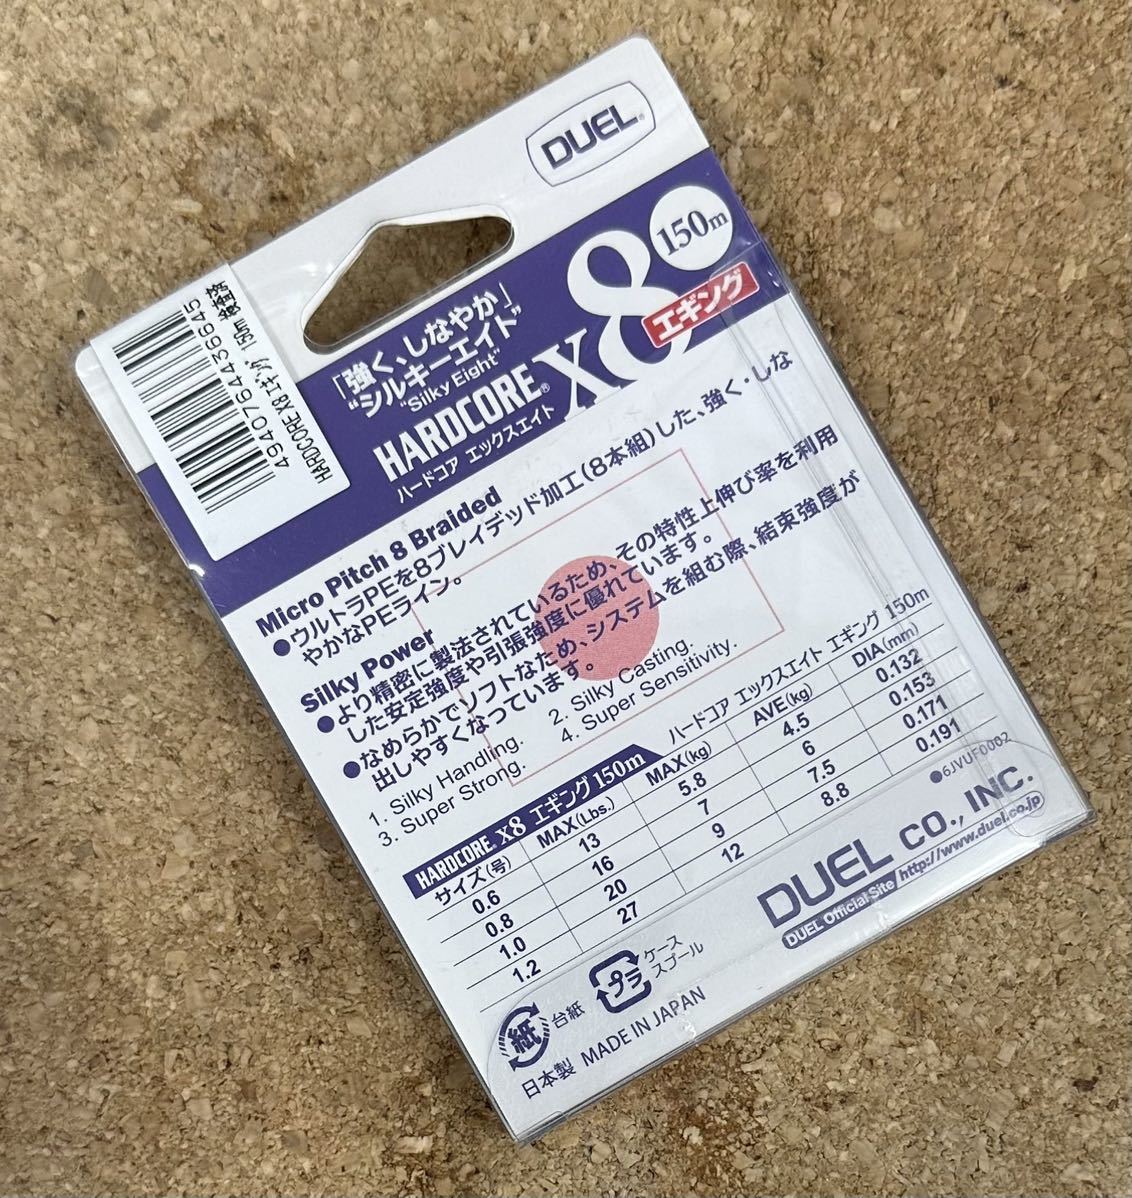 DUEL®
150m
「強く、しなやか」
"シルキーエイト"
"Silky Eight"
HARDCORE® X8
エギング
ハードコア エックスエイト
4940764436645
HARDCORE X8 ｴｷﾞﾝｸﾞ 150m 検査済
Micro Pitch 8 Braided
●ウルトラPEを8ブレイデッド加工(8本組)した、強く・しな
やかなPEライン。
Silky Power
●より精密に製法されているため、その特性上伸び率を利用
した安定強度や引張強度に優れています。
●なめらかでソフトなため、システムを組む際、結束強度が
出しやすくなっています。
1. Silky Handling. 2. Silky Casting.
3. Super Strong. 4. Super Sensitivity.
HARDCORE® X8 エギング 150m ハードコア エックスエイト エギング 150m
サイズ(号) MAX(Lbs.) MAX(kg) AVE(kg) DIA(mm)
0.6 13 5.8 4.5 0.132
0.8 16 7 6 0.153
1.0 20 9 7.5 0.171
1.2 27 12 8.8 0.191
●6JVUF0002
DUEL CO., INC.
DUEL Official Site http://www.duel.co.jp
紙 台紙
プラ ケース
スプール
日本製 MADE IN JAPAN